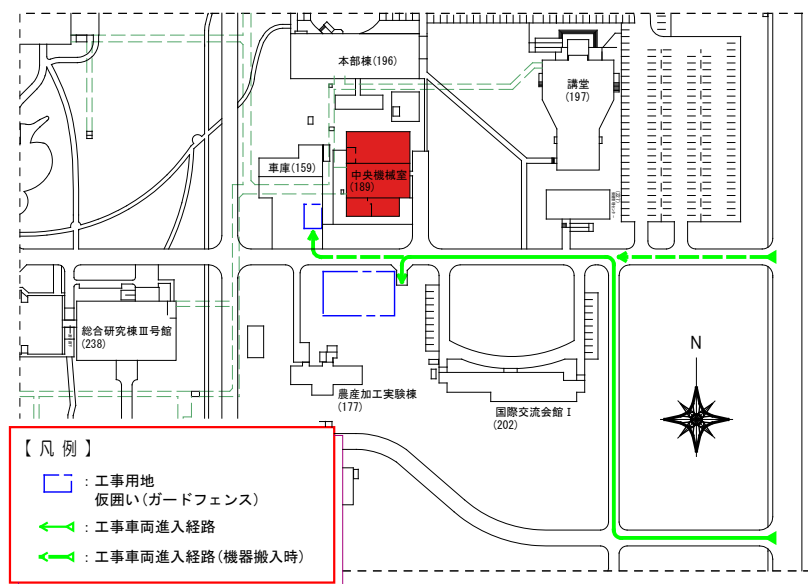 本部棟(196)
講堂
(197)
車庫(159)
中央機械室
(189)
総合研究棟Ⅲ号館
(238)
農産加工実験棟
(177)
国際交流会館Ⅰ
(202)
N
【 凡 例 】
：工事用地
仮囲い(ガードフェンス)
：工事車両進入経路
：工事車両進入経路(機器搬入時)